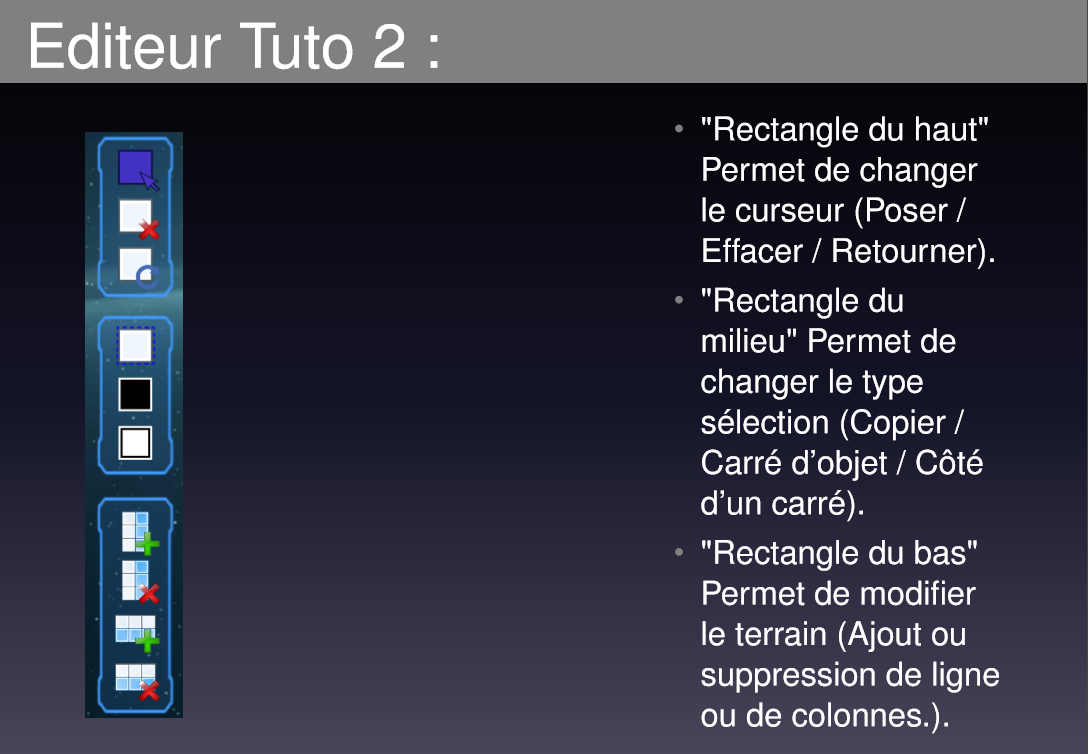 Editeur Tuto 2 :
• "Rectangle du haut"
Permet de changer
le curseur (Poser /
Effacer / Retourner).
• "Rectangle du
milieu" Permet de
changer le type
sélection (Copier /
Carré d’objet / Côté
d’un carré).
• "Rectangle du bas"
Permet de modifier
le terrain (Ajout ou
suppression de ligne
ou de colonnes.).